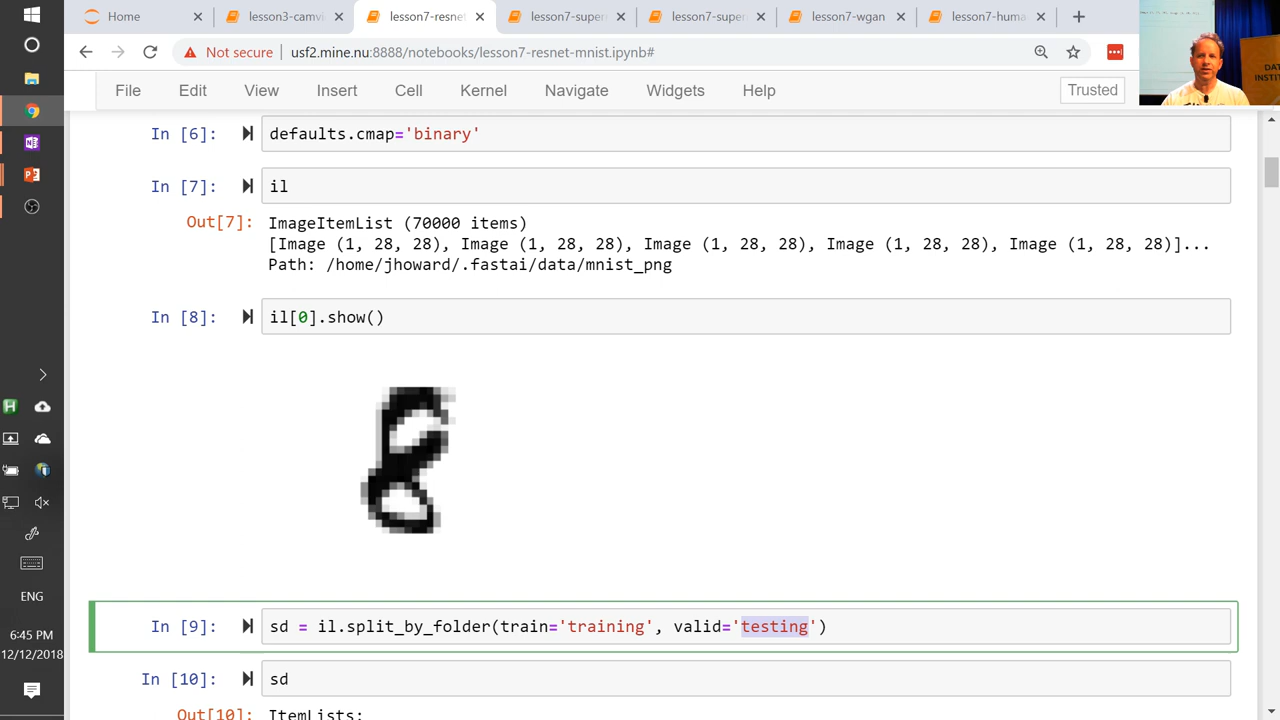 Home
lesson3-camvi
lesson7-resnet
lesson7-super
lesson7-super
lesson7-wgan
lesson7-huma
Not secure
usf2.mine.nu:8888/notebooks/lesson7-resnet-mnist.ipynb#
DAT
INSTIT
File Edit View Insert Cell Kernel Navigate Widgets Help Trusted
In [6]: defaults.cmap='binary'
In [7]: il
Out[7]: ImageItemList (70000 items)
[Image (1, 28, 28), Image (1, 28, 28), Image (1, 28, 28), Image (1, 28, 28), Image (1, 28, 28)]...
Path: /home/jhoward/.fastai/data/mnist_png
In [8]: il[0].show()
8
In [9]: sd = il.split_by_folder(train='training', valid='testing')
In [10]: sd
Out[10]: ItemLists:
ENG
6:45 PM
12/12/2018